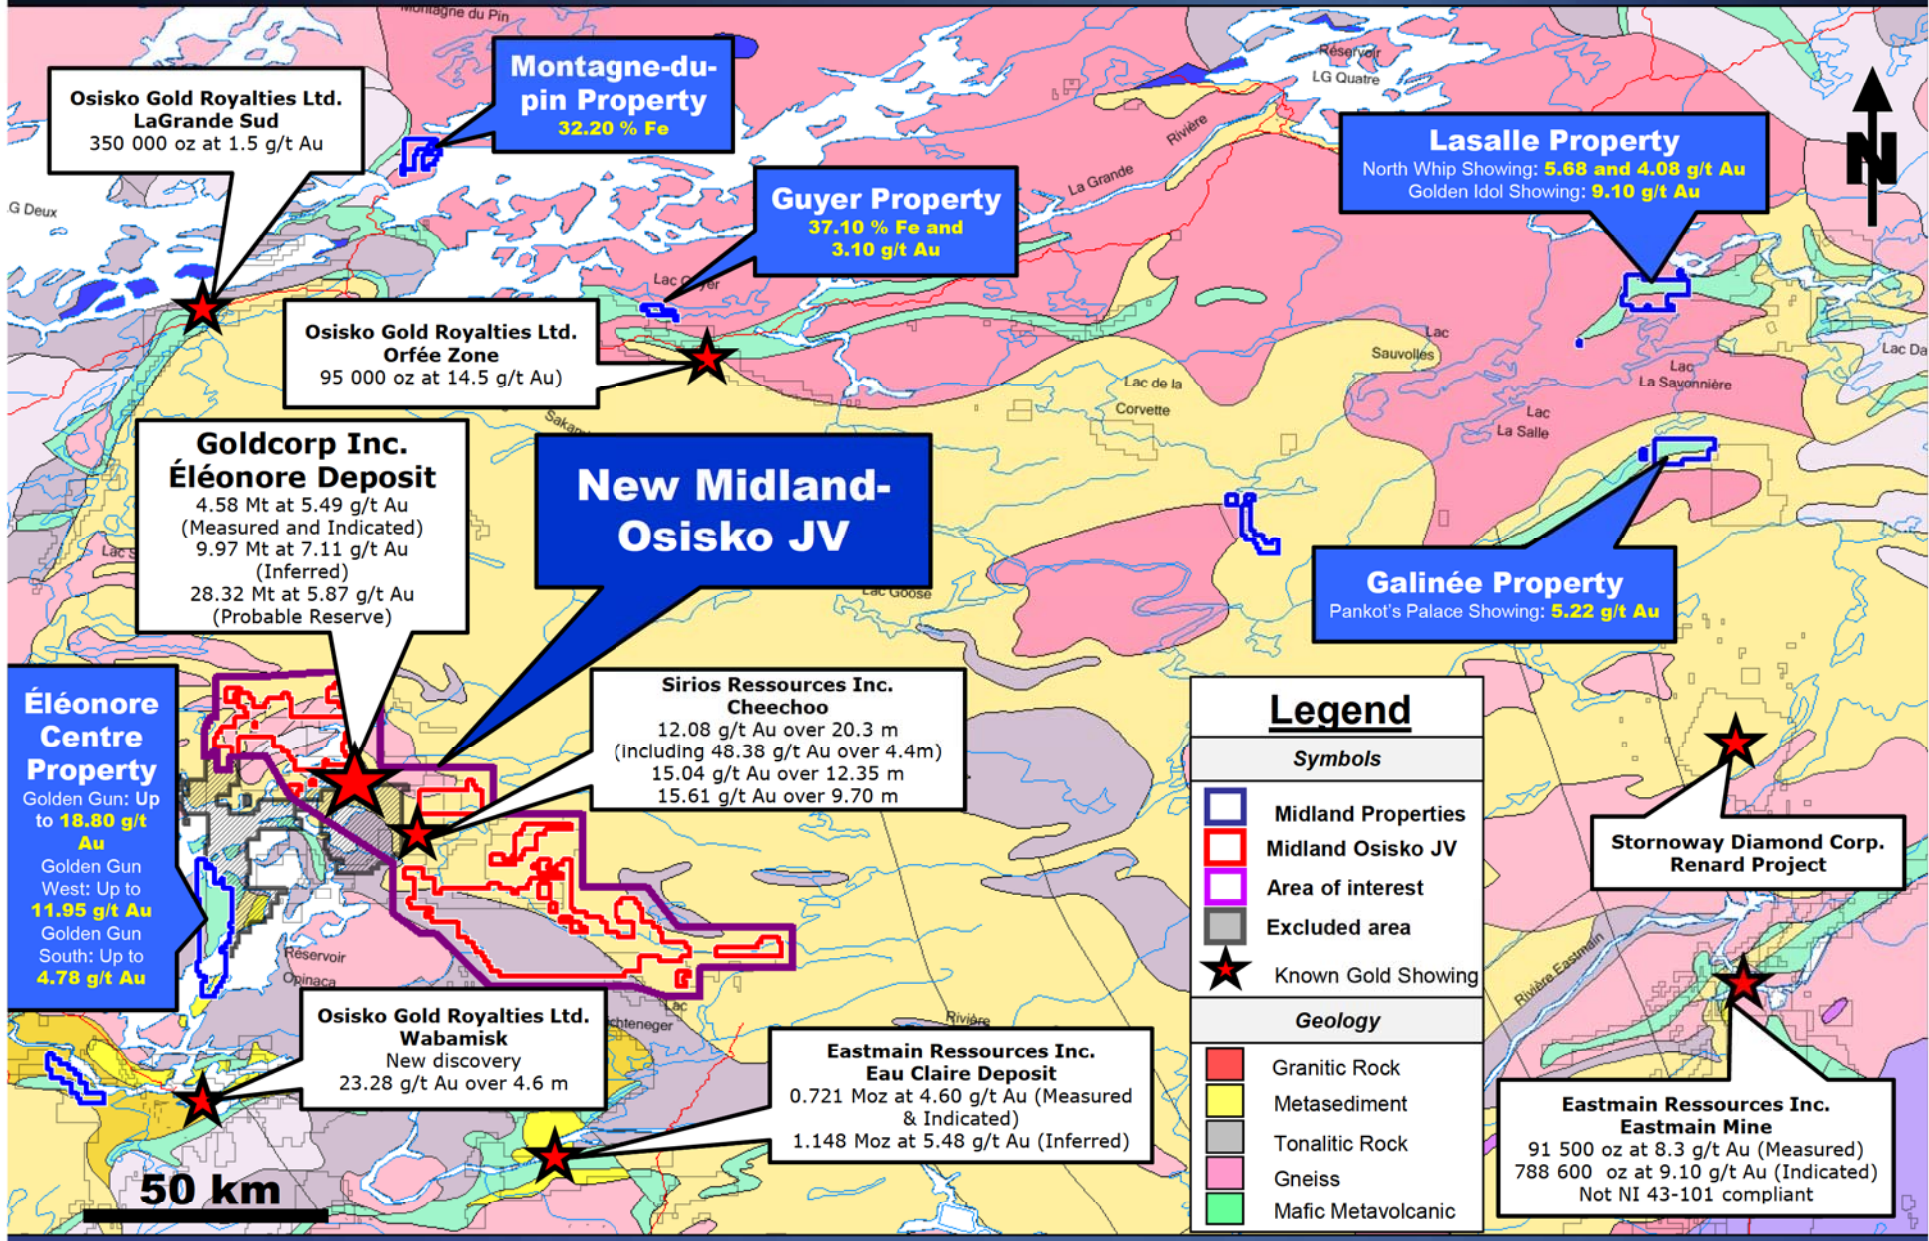 Montagne du Pin
Osisko Gold Royalties Ltd.
LaGrande Sud
350 000 oz at 1.5 g/t Au
Montagne-du-
pin Property
32.20 % Fe
Réservoir
LG Quatre
Rivière
La Grande
Lasalle Property
North Whip Showing: 5.68 and 4.08 g/t Au
Golden Idol Showing: 9.10 g/t Au
N
G Deux
Guyer Property
37.10 % Fe and
3.10 g/t Au
Lac Guyer
Osisko Gold Royalties Ltd.
Orfée Zone
95 000 oz at 14.5 g/t Au)
Lac
Sauvolles
Lac Da
Lac
La Savonnière
Lac de la
Corvette
Lac
La Salle
Goldcorp Inc.
Éléonore Deposit
4.58 Mt at 5.49 g/t Au
(Measured and Indicated)
9.97 Mt at 7.11 g/t Au
(Inferred)
28.32 Mt at 5.87 g/t Au
(Probable Reserve)
New Midland-
Osisko JV
Lac Goose
Galinée Property
Pankot's Palace Showing: 5.22 g/t Au
Éléonore
Centre
Property
Golden Gun: Up
to 18.80 g/t
Au
Golden Gun
West: Up to
11.95 g/t Au
Golden Gun
South: Up to
4.78 g/t Au
Sirios Ressources Inc.
Cheechoo
12.08 g/t Au over 20.3 m
(including 48.38 g/t Au over 4.4m)
15.04 g/t Au over 12.35 m
15.61 g/t Au over 9.70 m
Legend
Symbols
Midland Properties
Midland Osisko JV
Area of interest
Excluded area
Known Gold Showing
Geology
Granitic Rock
Metasediment
Tonalitic Rock
Gneiss
Mafic Metavolcanic
Stornoway Diamond Corp.
Renard Project
Rivière Eastmain
Réservoir
Opinaca
Lac
Rivière
Osisko Gold Royalties Ltd.
Wabamisk
New discovery
23.28 g/t Au over 4.6 m
Eastmain Ressources Inc.
Eau Claire Deposit
0.721 Moz at 4.60 g/t Au (Measured
& Indicated)
1.148 Moz at 5.48 g/t Au (Inferred)
Eastmain Ressources Inc.
Eastmain Mine
91 500 oz at 8.3 g/t Au (Measured)
788 600 oz at 9.10 g/t Au (Indicated)
Not NI 43-101 compliant
50 km